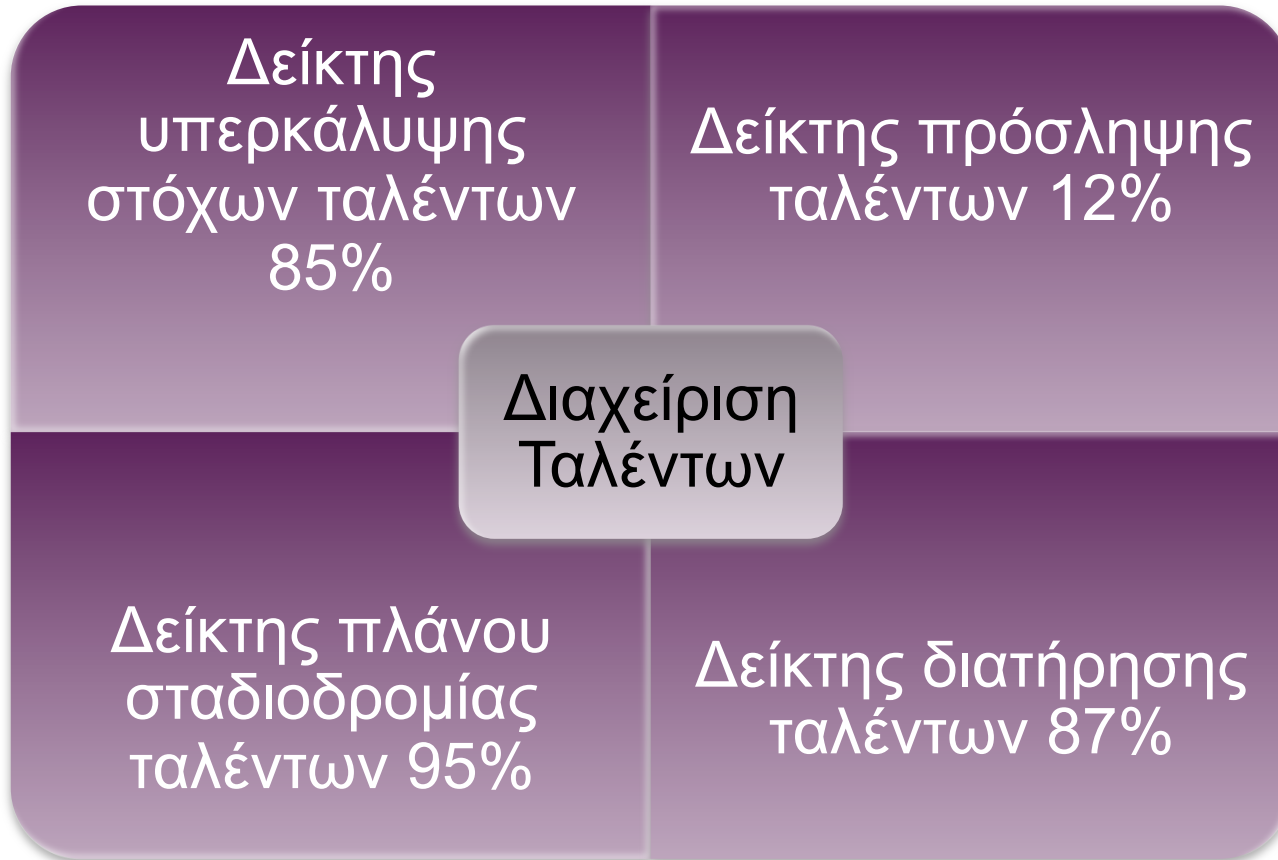 Δείκτης
υπερκάλυψης
στόχων ταλέντων
85%
Δείκτης πρόσληψης
ταλέντων 12%
Διαχείριση
Ταλέντων
Δείκτης πλάνου
σταδιοδρομίας
ταλέντων 95%
Δείκτης διατήρησης
ταλέντων 87%